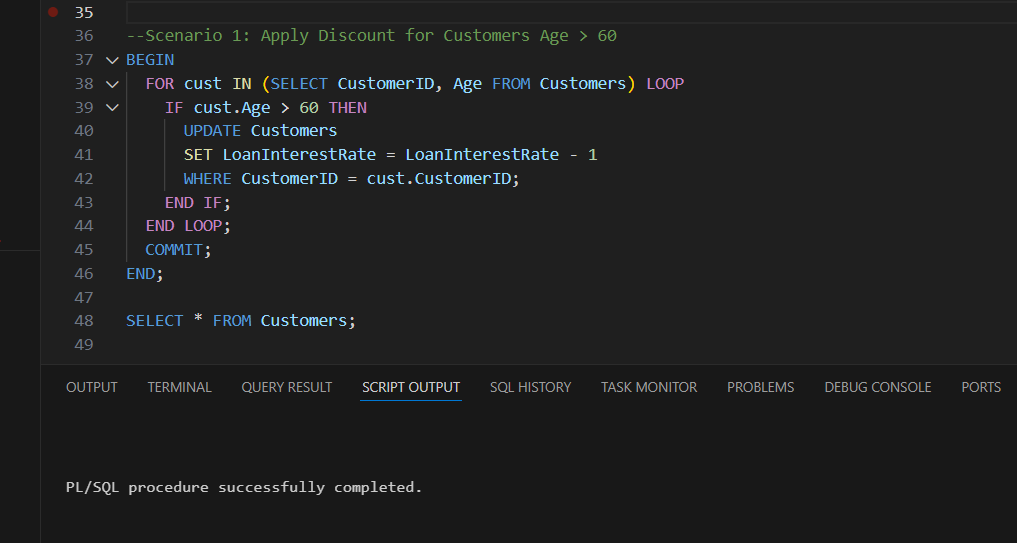 35
36 --Scenario 1: Apply Discount for Customers Age > 60
37 BEGIN
38 FOR cust IN (SELECT CustomerID, Age FROM Customers) LOOP
39 IF cust.Age > 60 THEN
40 UPDATE Customers
41 SET LoanInterestRate = LoanInterestRate - 1
42 WHERE CustomerID = cust.CustomerID;
43 END IF;
44 END LOOP;
45 COMMIT;
46 END;
47
48 SELECT * FROM Customers;
49
OUTPUT TERMINAL QUERY RESULT SCRIPT OUTPUT SQL HISTORY TASK MONITOR PROBLEMS DEBUG CONSOLE PORTS
PL/SQL procedure successfully completed.